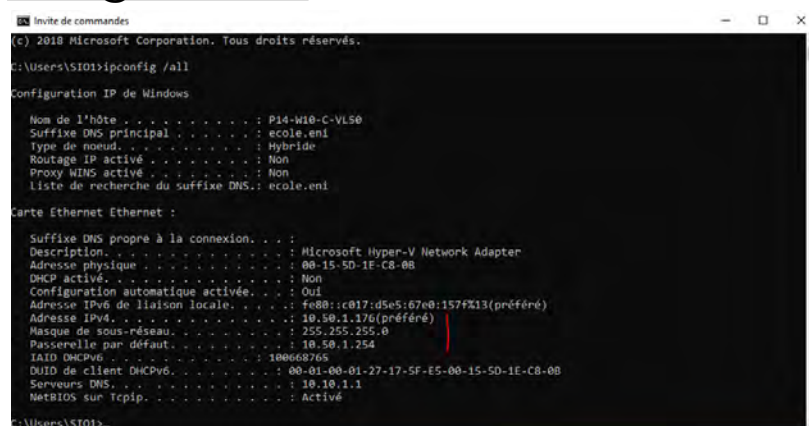 Invite de commandes
(c) 2018 Microsoft Corporation. Tous droits réservés.
C:\Users\SIO1>ipconfig /all
Configuration IP de Windows
Nom de l'hôte . . . . . . . . . . : P14-W10-C-VL50
Suffixe DNS principal . . . . . . : ecole.eni
Type de noeud. . . . . . . . . . : Hybride
Routage IP activé . . . . . . . . : Non
Proxy WINS activé . . . . . . . . : Non
Liste de recherche du suffixe DNS.: ecole.eni
Carte Ethernet Ethernet :
Suffixe DNS propre à la connexion. . . :
Description. . . . . . . . . . . . . . : Microsoft Hyper-V Network Adapter
Adresse physique . . . . . . . . . . . : 00-15-5D-1E-C8-0B
DHCP activé. . . . . . . . . . . . . . : Non
Configuration automatique activée. . . : Oui
Adresse IPv6 de liaison locale. . . . .: fe80::c017:d5e5:67e0:157f%13(préféré)
Adresse IPv4. . . . . . . . . . . . . .: 10.50.1.176(préféré)
Masque de sous-réseau. . . . . . . . . : 255.255.255.0
Passerelle par défaut. . . . . . . . . : 10.50.1.254
IAID DHCPv6 . . . . . . . . . . . : 100668765
DUID de client DHCPv6. . . . . . . . : 00-01-00-01-27-17-5F-E5-00-15-5D-1E-C8-0B
Serveurs DNS. . . . . . . . . . . . . : 10.10.1.1
NetBIOS sur Tcpip. . . . . . . . . . . : Activé
C:\Users\SIO1>